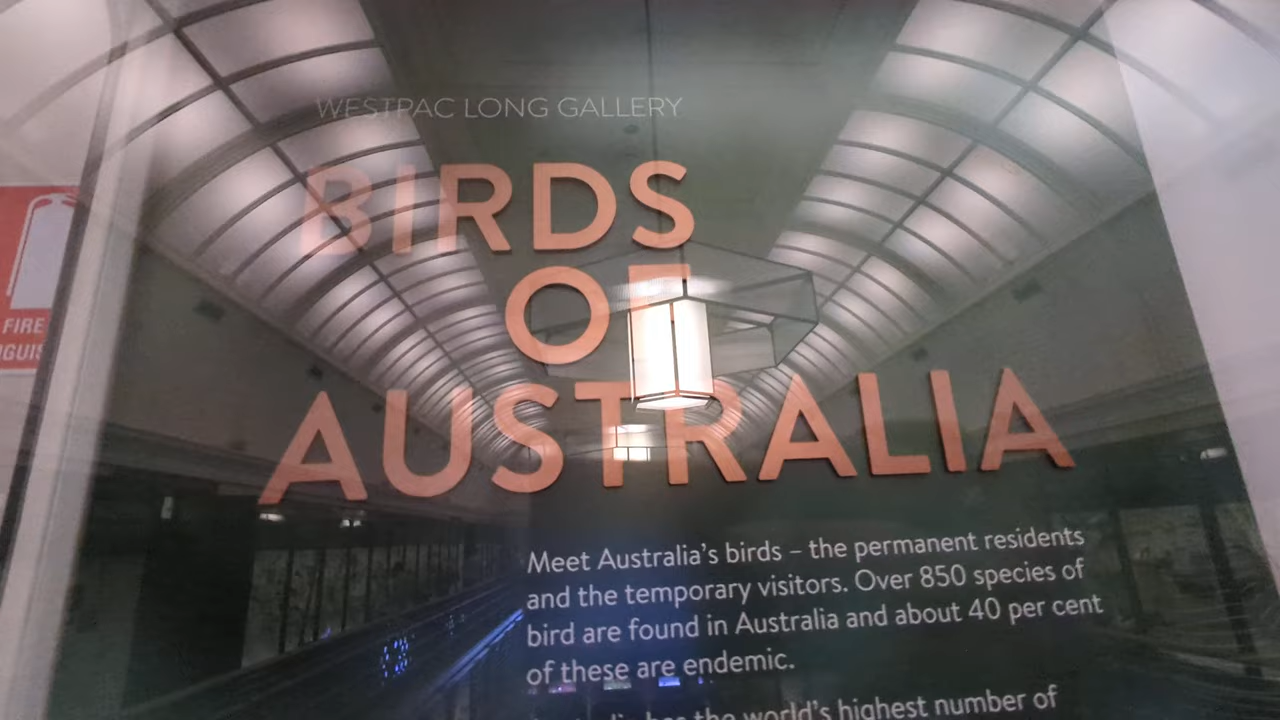 WESTPAC LONG GALLERY
BIRDS
OF
AUSTRALIA
Meet Australia's birds – the permanent residents
and the temporary visitors. Over 850 species of
bird are found in Australia and about 40 per cent
of these are endemic.
has the world's highest number of
FIRE